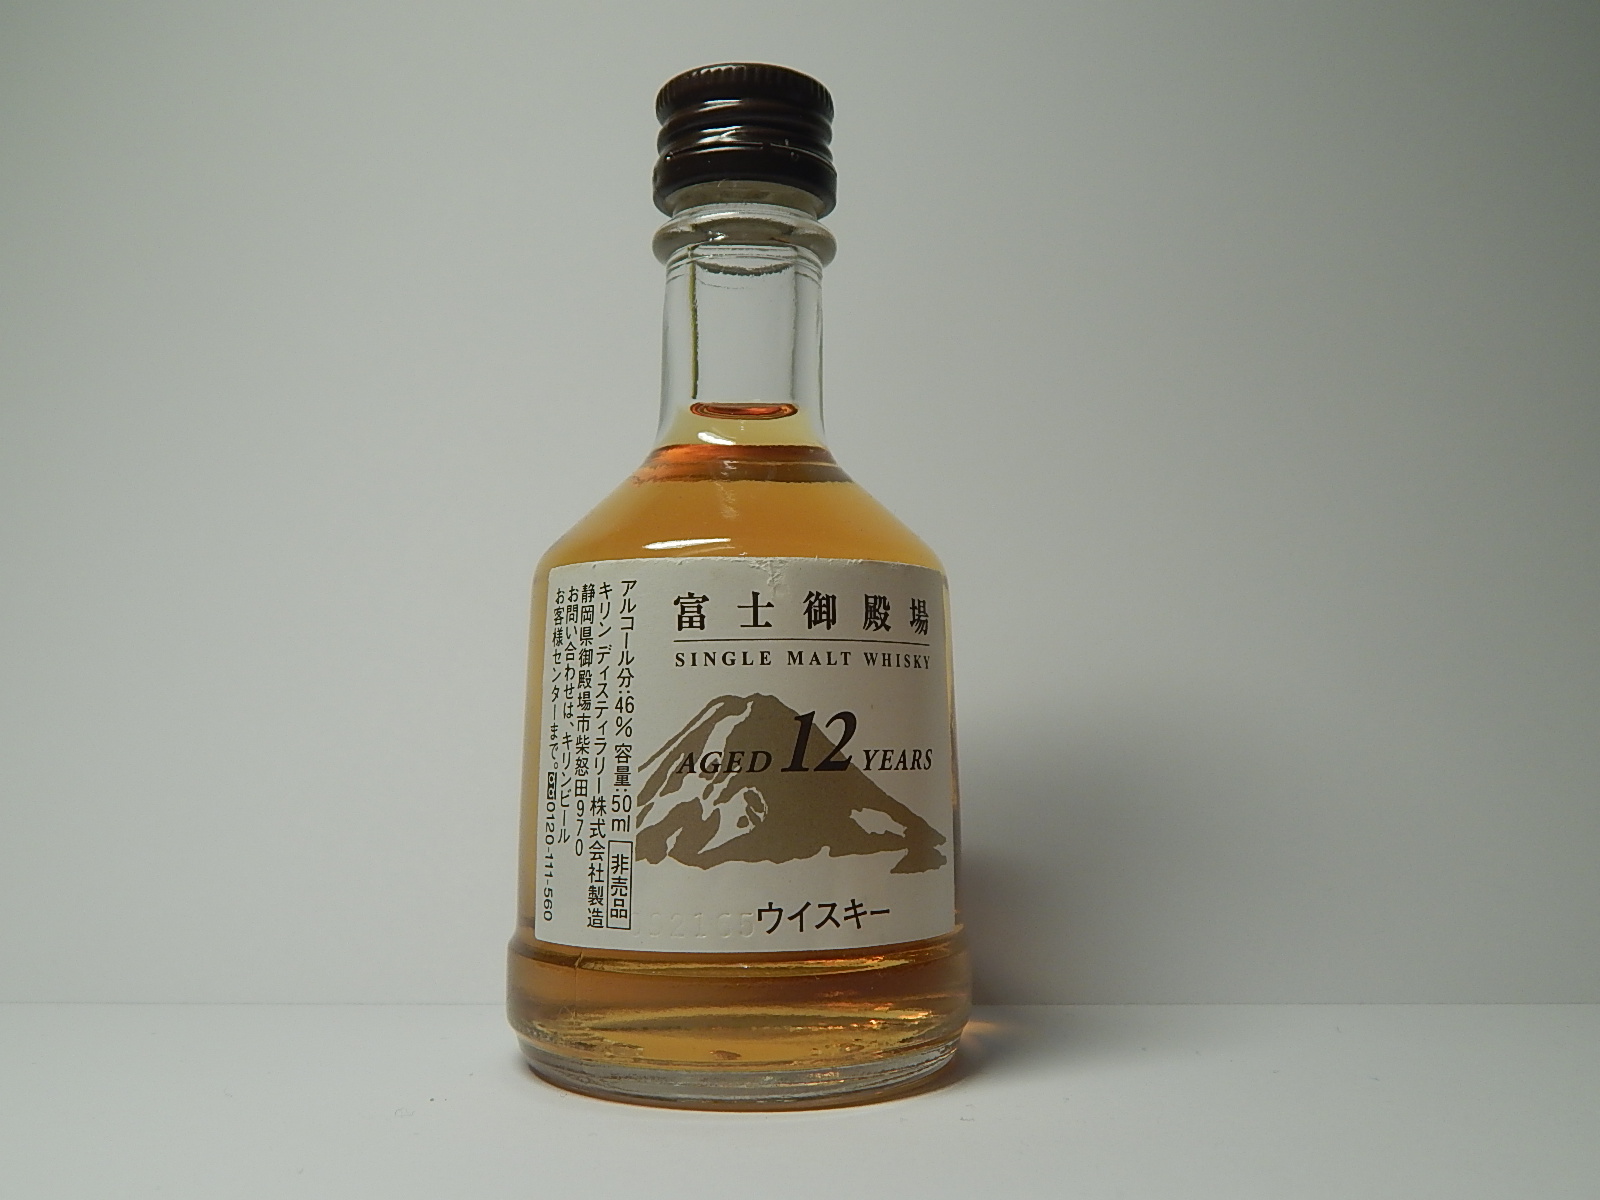 富士御殿場
SINGLE MALT WHISKY
AGED 12 YEARS
ウイスキー
アルコール分:46% 容量:50ml 非売品
キリンディスティラリー株式会社製造
静岡県御殿場市柴怒田970
お問い合わせは、キリンビール
お客様センターまで。0120-111-560